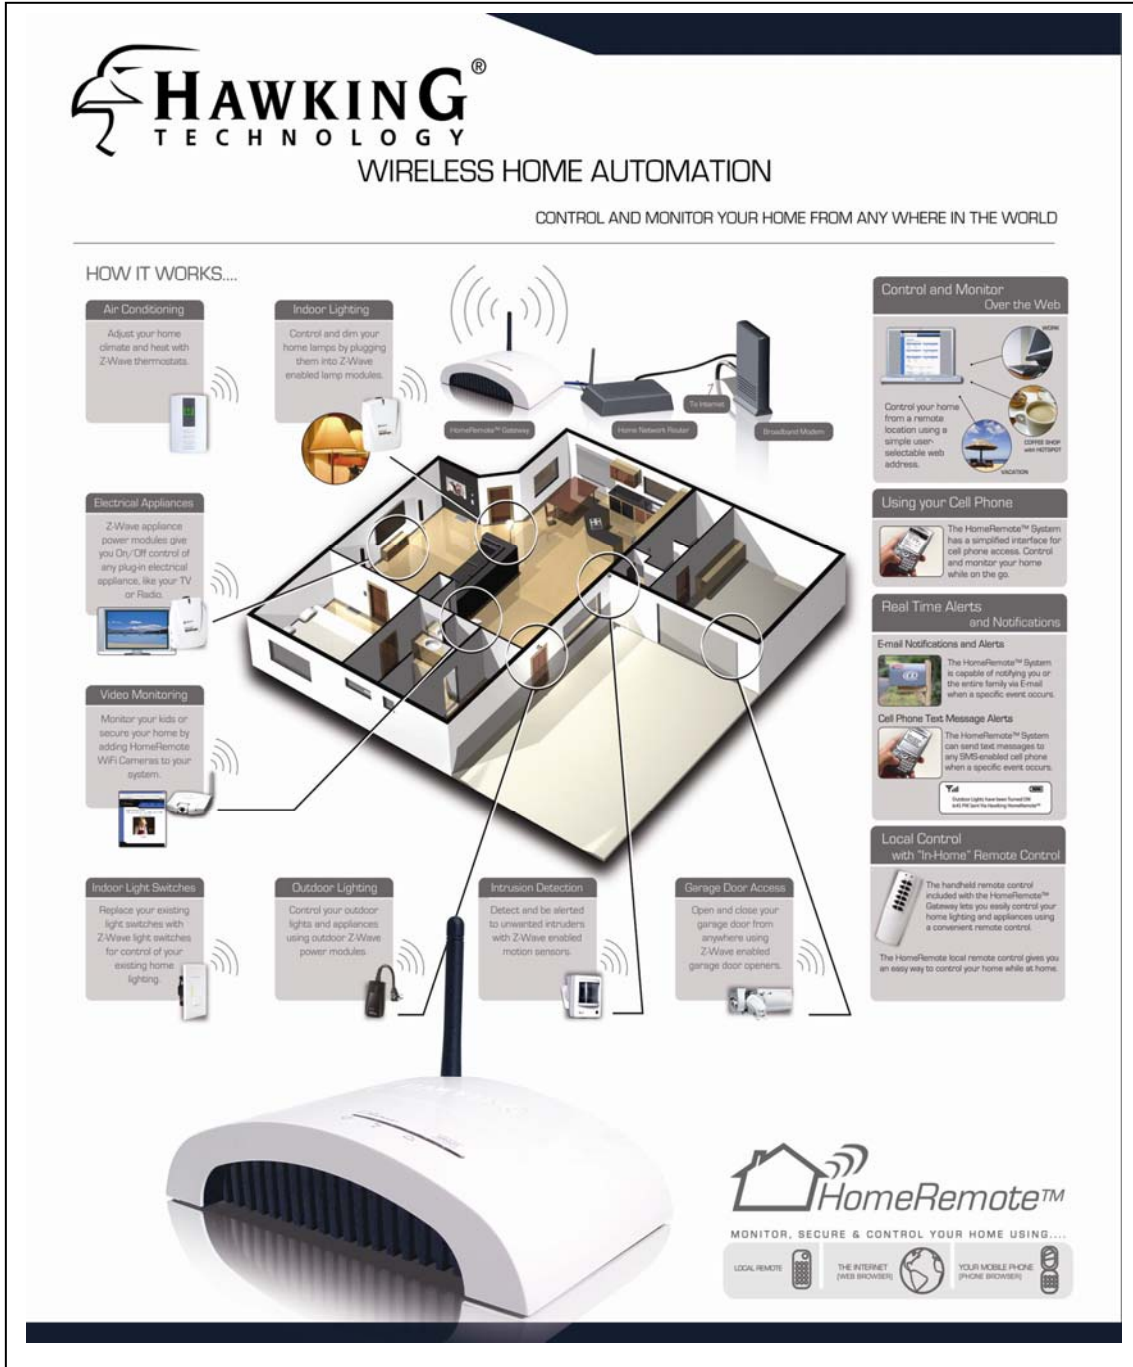 HAWKING®
TECHNOLOGY
WIRELESS HOME AUTOMATION
CONTROL AND MONITOR YOUR HOME FROM ANY WHERE IN THE WORLD
HOW IT WORKS....
Air Conditioning
Adjust your home
climate and heat with
Z-Wave thermostats.
Indoor Lighting
Control and dim your
home lamps by plugging
them into Z-Wave
enabled lamp modules.
HomeRemote™ Gateway
Home Network Router
To Internet
Broadband Modem
Electrical Appliances
Z-Wave appliance
power modules give
you On/Off control of
any plug-in electrical
appliance, like your TV
or Radio.
Video Monitoring
Monitor your kids or
secure your home by
adding HomeRemote
WiFi Cameras to your
system.
Indoor Light Switches
Replace your existing
light switches with
Z-Wave light switches
for control of your
existing home
lighting.
Outdoor Lighting
Control your outdoor
lights and appliances
using outdoor Z-Wave
power modules.
Intrusion Detection
Detect and be alerted
to unwanted intruders
with Z-Wave enabled
motion sensors.
Garage Door Access
Open and close your
garage door from
anywhere using
Z-Wave enabled
garage door openers.
Control and Monitor
Over the Web
WORK
Control your home
from a remote
location using a
simple user-
selectable web
address.
COFFEE SHOP
with HOTSPOT
VACATION
Using your Cell Phone
The HomeRemote™ System
has a simplified interface for
cell phone access. Control
and monitor your home
while on the go.
Real Time Alerts
and Notifications
E-mail Notifications and Alerts
The HomeRemote™ System
is capable of notifying you or
the entire family via E-mail
when a specific event occurs.
Cell Phone Text Message Alerts
The HomeRemote™ System
can send text messages to
any SMS-enabled cell phone
when a specific event occurs.
Outdoor Lights have been Turned ON
6:45 PM Sent Via Hawking HomeRemote™
Local Control
with "In-Home" Remote Control
The handheld remote control
included with the HomeRemote™
Gateway lets you easily control your
home lighting and appliances using
a convenient remote control.
The HomeRemote local remote control gives you
an easy way to control your home while at home.
HomeRemote™
MONITOR, SECURE & CONTROL YOUR HOME USING....
LOCAL REMOTE
THE INTERNET
[WEB BROWSER]
YOUR MOBILE PHONE
[PHONE BROWSER]